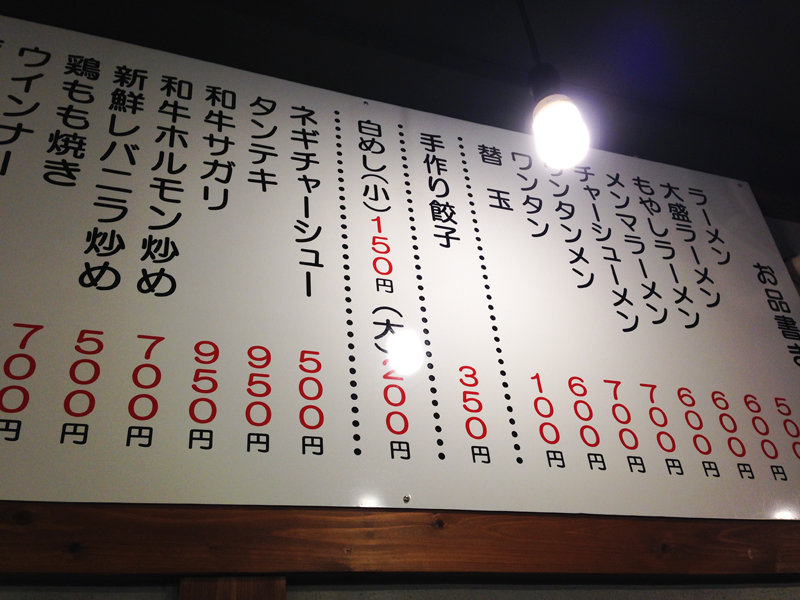 お品書き
ラーメン 500
大盛ラーメン 600円
もやしラーメン 600円
メンマラーメン 600円
チャーシューメン 700円
ワンタンメン 700円
ワンタン 600円
替玉 100円
手作り餃子 350円
白めし(小)150円 (大)200円
ネギチャーシュー 500円
タンテキ 950円
和牛サガリ 950円
和牛ホルモン炒め 700円
新鮮レバニラ炒め 500円
鶏もも焼き 700円
ウインナー